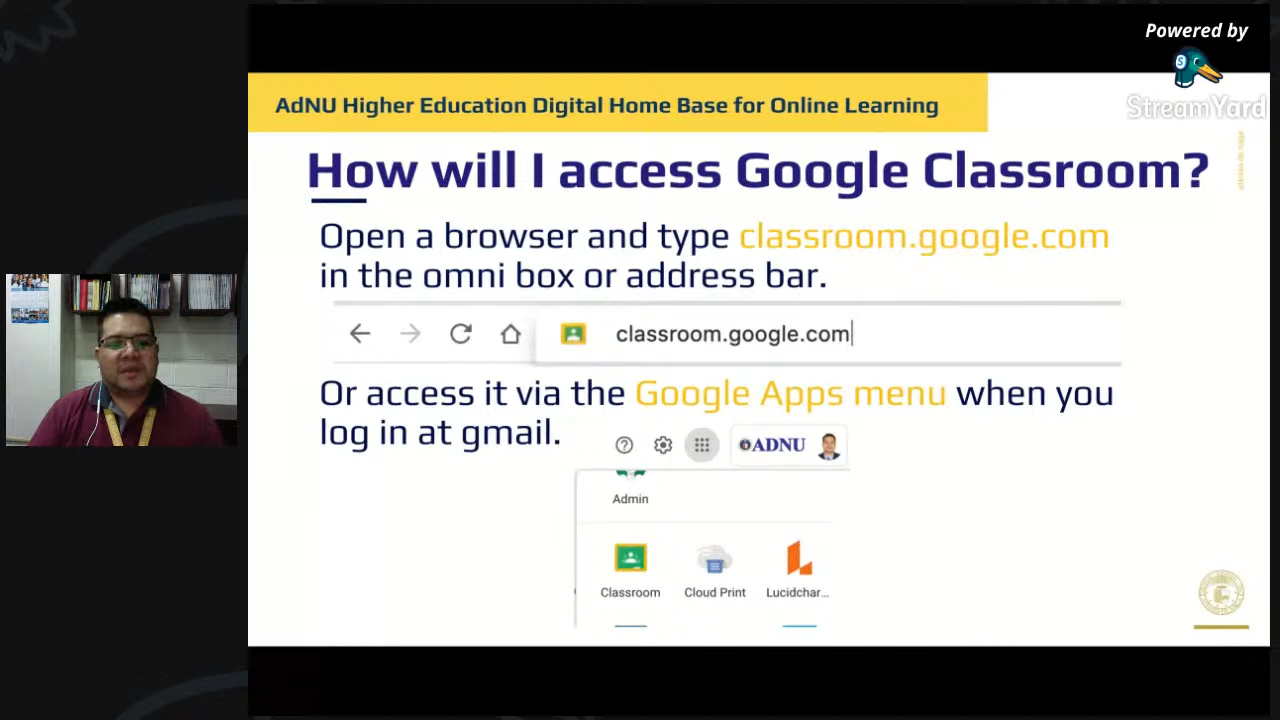 Powered by
StreamYard
AdNU Higher Education Digital Home Base for Online Learning
How will I access Google Classroom?
Open a browser and type classroom.google.com
in the omni box or address bar.
classroom.google.com
Or access it via the Google Apps menu when you
log in at gmail.
ADNU
Admin
Classroom
Cloud Print
Lucidchar...